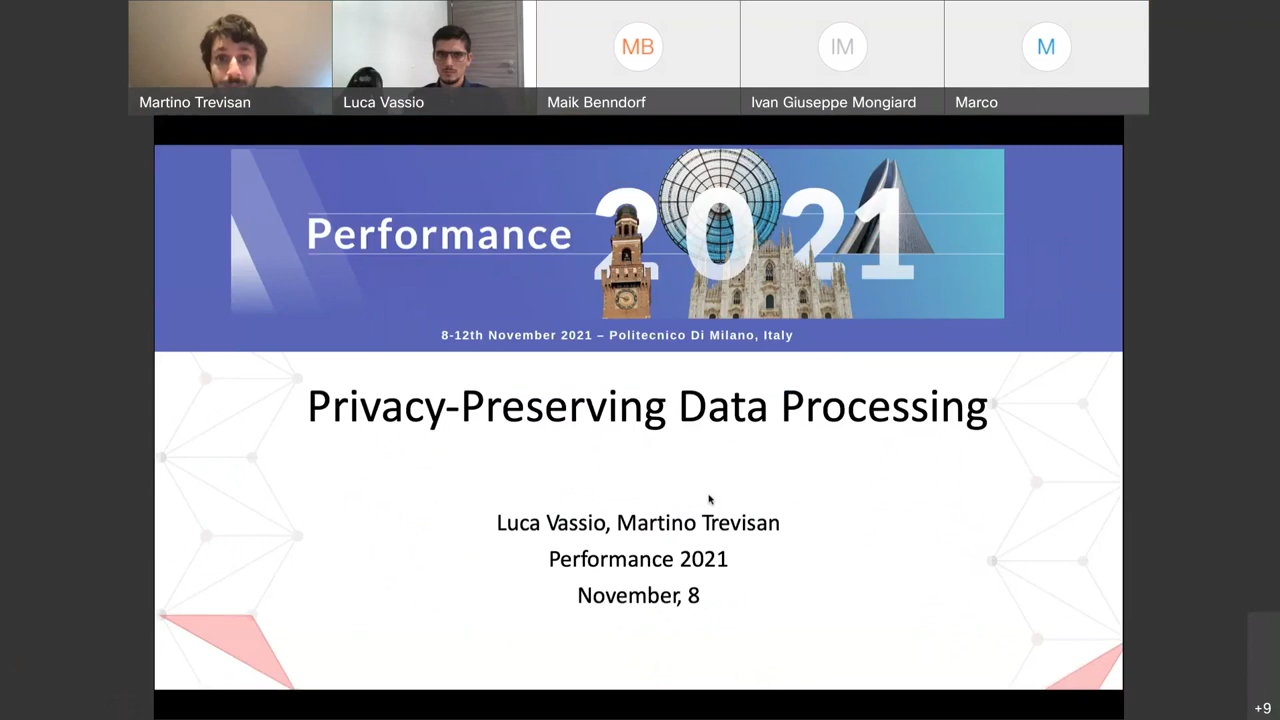 MB
IM
M
Martino Trevisan
Luca Vassio
Maik Benndorf
Ivan Giuseppe Mongiard
Marco
Performance 2021
8-12th November 2021 – Politecnico Di Milano, Italy
Privacy-Preserving Data Processing
Luca Vassio, Martino Trevisan
Performance 2021
November, 8
+9